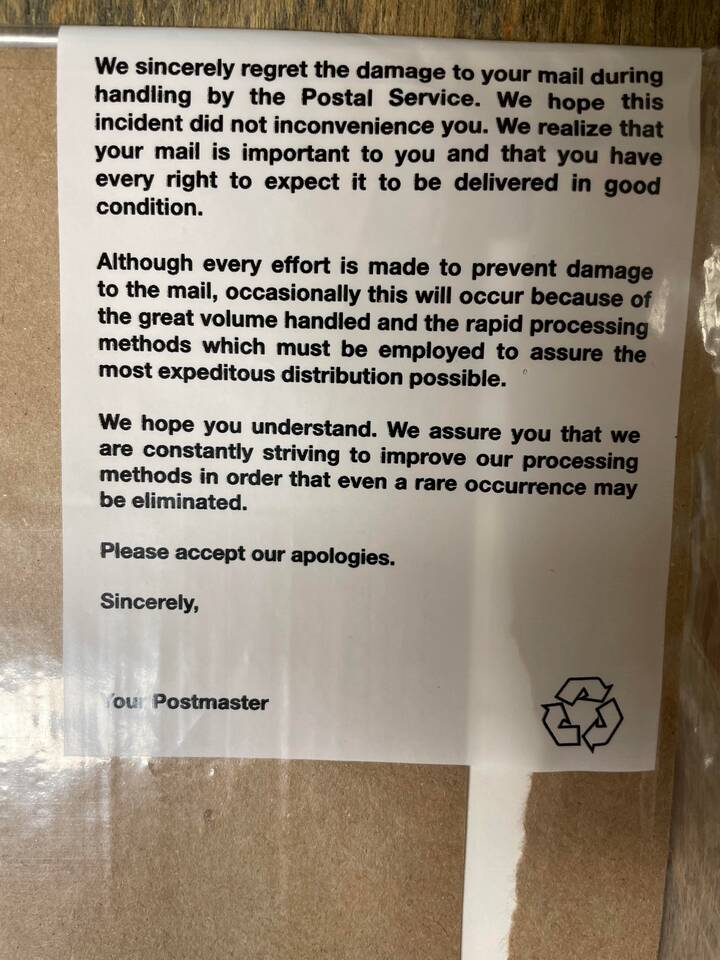 We sincerely regret the damage to your mail during
handling by the Postal Service. We hope this
incident did not inconvenience you. We realize that
your mail is important to you and that you have
every right to expect it to be delivered in good
condition.
Although every effort is made to prevent damage
to the mail, occasionally this will occur because of
the great volume handled and the rapid processing
methods which must be employed to assure the
most expeditous distribution possible.
We hope you understand. We assure you that we
are constantly striving to improve our processing
methods in order that even a rare occurrence may
be eliminated.
Please accept our apologies.
Sincerely,
Your Postmaster